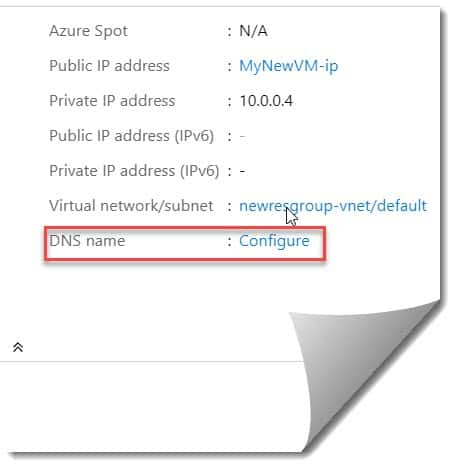 Azure Spot : N/A
Public IP address : MyNewVM-ip
Private IP address : 10.0.0.4
Public IP address (IPv6) : -
Private IP address (IPv6) : -
Virtual network/subnet : newresgroup-vnet/default
DNS name : Configure